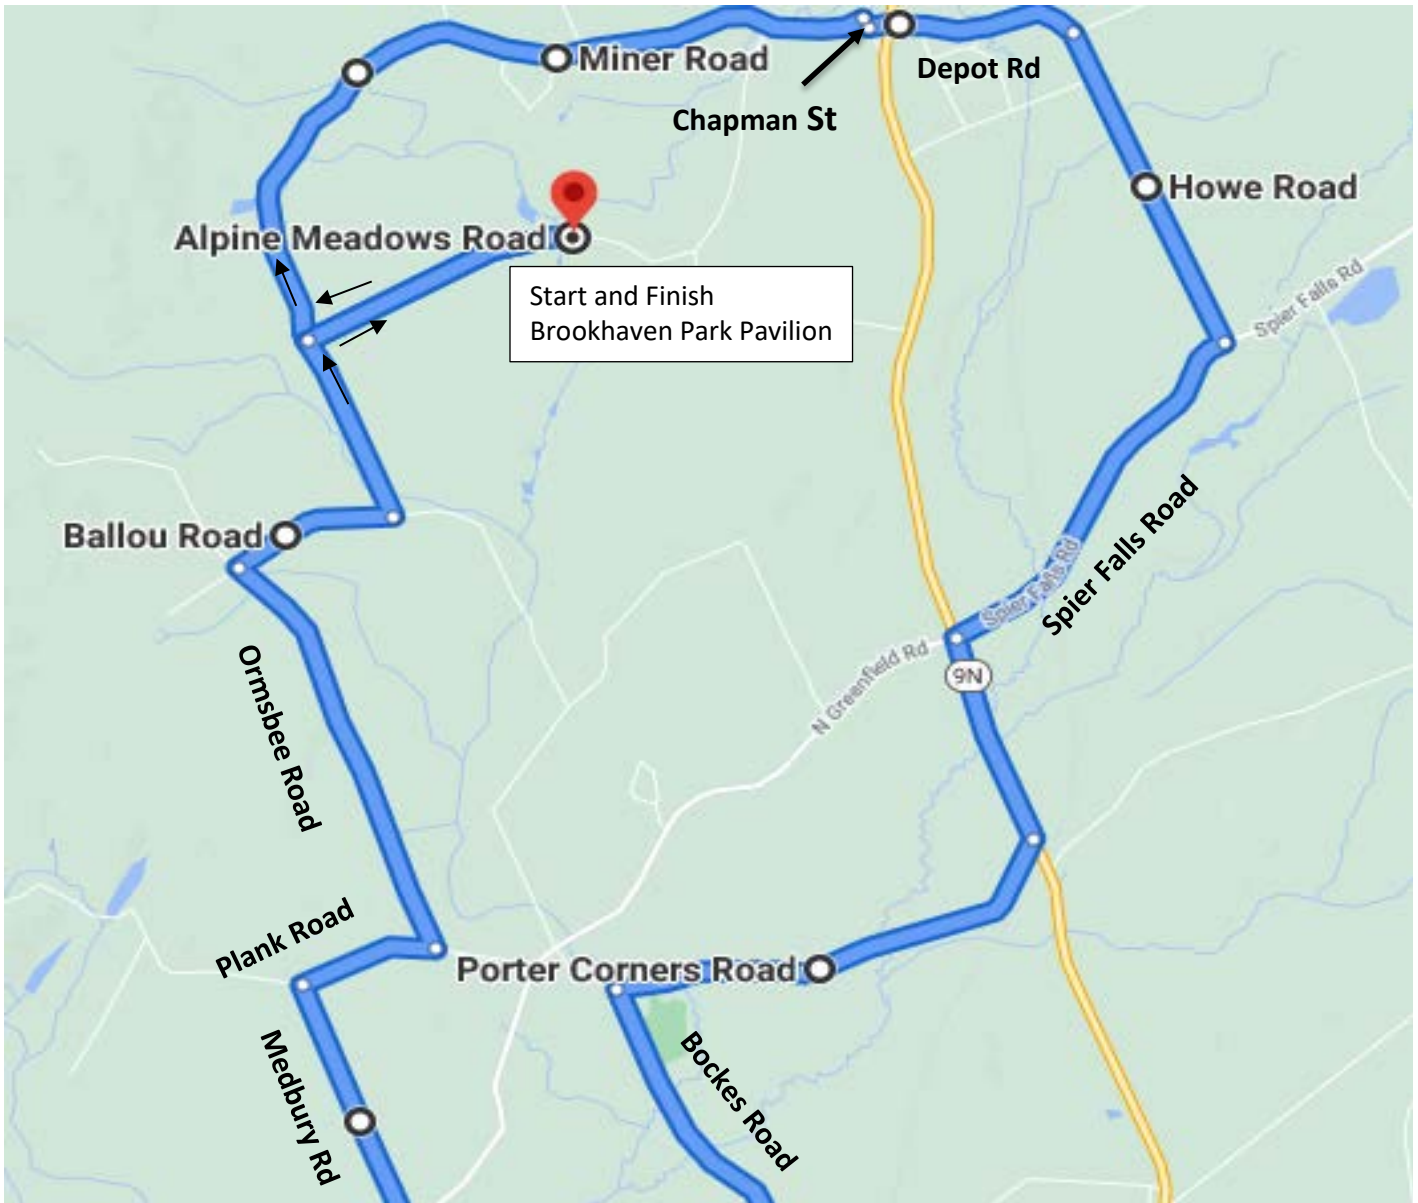 Miner Road
Depot Rd
Chapman St
Howe Road
Alpine Meadows Road
Start and Finish
Brookhaven Park Pavilion
Spier Falls Rd
Ballou Road
Spier Falls Road
Spier Falls Rd
Ormsbee Road
N Greenfield Rd
9N
Plank Road
Porter Corners Road
Medbury Rd
Bockes Road